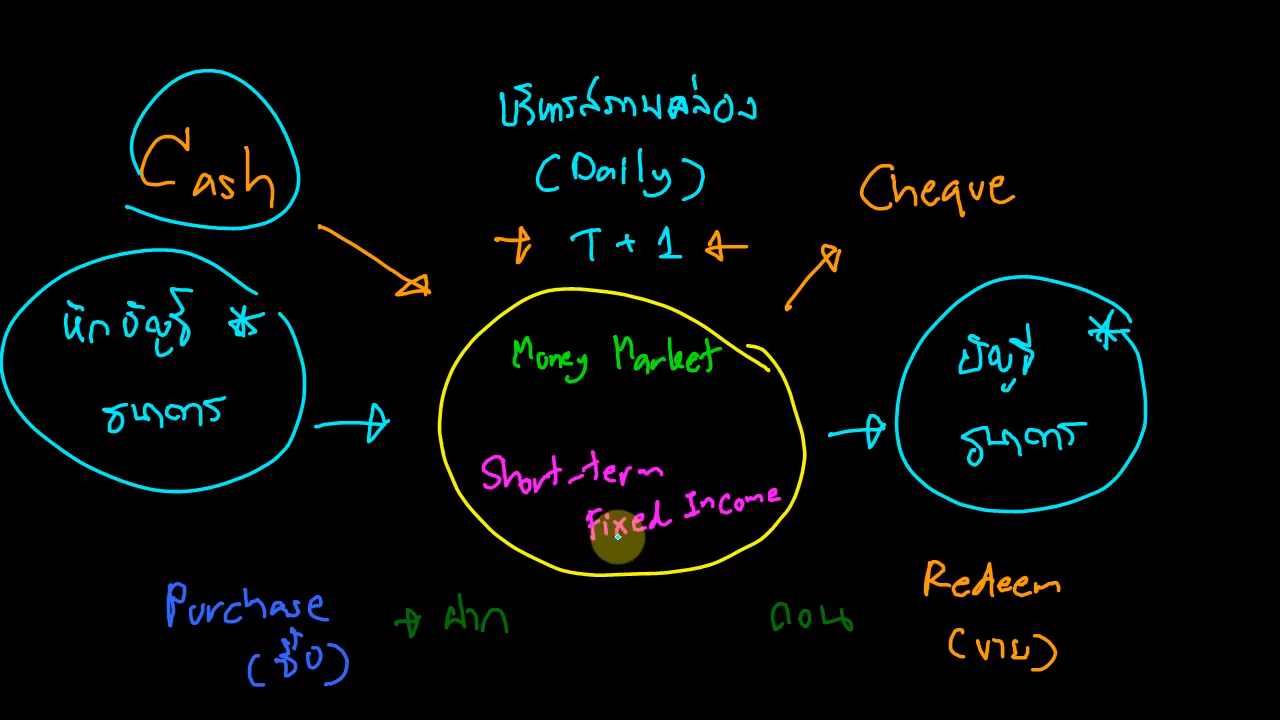 บริหารสภาพคล่อง
(Daily)
T + 1
Cash
Cheque
หักบัญชี *
ธนาคาร
Money Market
Short-term
Fixed Income
บัญชี *
ธนาคาร
Purchase
(ซื้อ)
ฝาก
ถอน
Redeem
(ขาย)